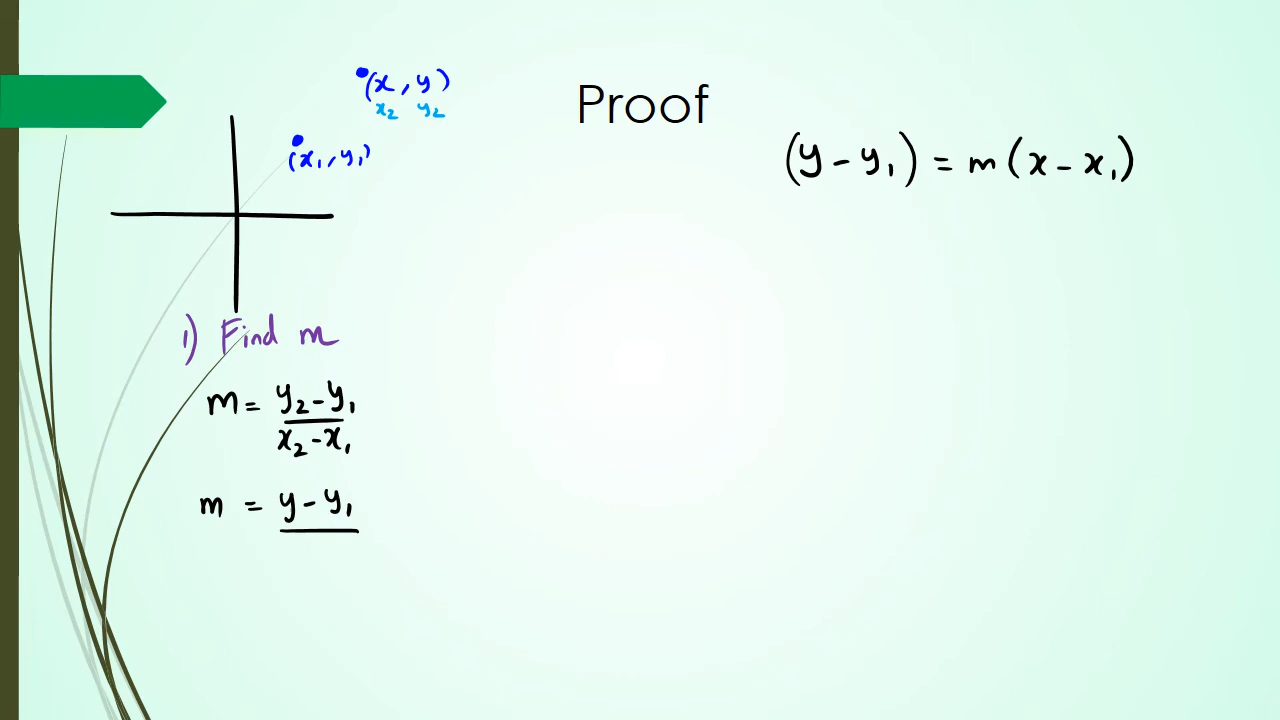 Proof
(x, y)
x₂ y₂
(x₁, y₁)
(y - y₁) = m(x - x₁)
1) Find m
m = y₂ - y₁
x₂ - x₁
m = y - y₁